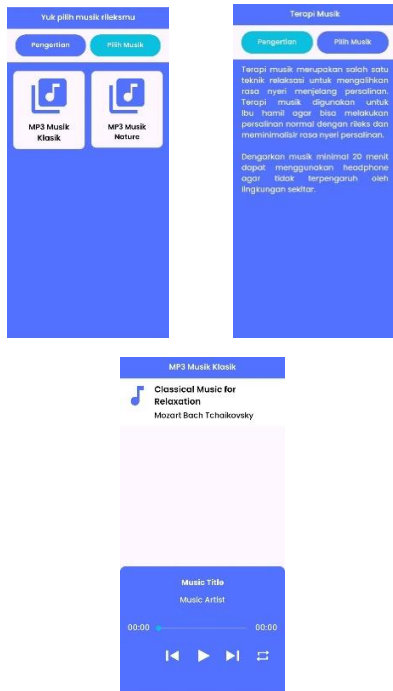 Yuk pilih musik rileksmu
Pengertian
Pilih Musik
MP3 Musik
Klasik
MP3 Musik
Nature
Terapi Musik
Pengertian
Pilih Musik
Terapi musik merupakan salah satu
teknik relaksasi untuk mengalihkan
rasa nyeri menjelang persalinan.
Terapi musik digunakan untuk
Ibu hamil agar bisa melakukan
persalinan normal dengan rileks dan
meminimalisir rasa nyeri persalinan.
Dengarkan musik minimal 20 menit
dapat menggunakan headphone
agar tidak terpengaruh oleh
lingkungan sekitar.
MP3 Musik Klasik
Classical Music for
Relaxation
Mozart Bach Tchaikovsky
Music Title
Music Artist
00:00
00:00